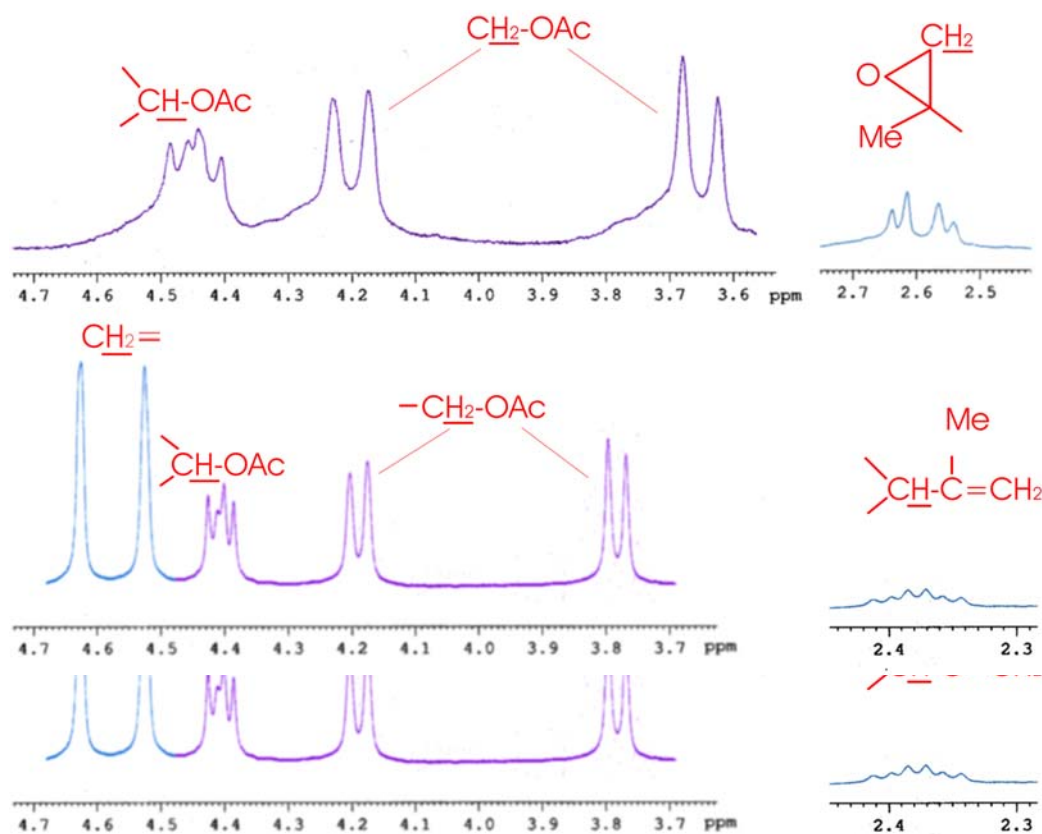 CH2-OAc
CH2
O
CH-OAc
Me
4.7 4.6 4.5 4.4 4.3 4.2 4.1 4.0 3.9 3.8 3.7 3.6 ppm
2.7 2.6 2.5
CH2=
-CH2-OAc
Me
CH-OAc
CH-C=CH2
4.7 4.6 4.5 4.4 4.3 4.2 4.1 4.0 3.9 3.8 3.7 ppm
2.4 2.3
4.7 4.6 4.5 4.4 4.3 4.2 4.1 4.0 3.9 3.8 3.7 ppm
2.4 2.3